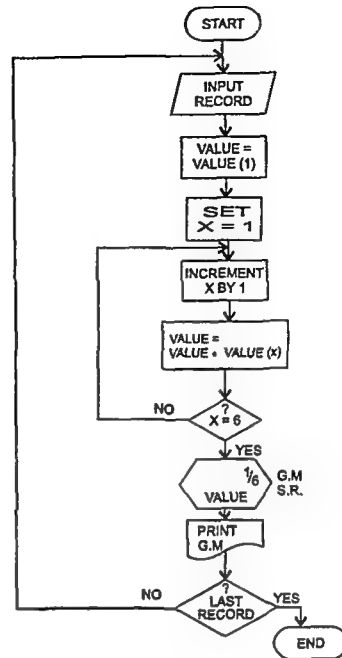 START
INPUT
RECORD
VALUE =
VALUE (1)
SET
X = 1
INCREMENT
X BY 1
VALUE =
VALUE * VALUE (x)
NO
?
X = 6
YES
1/6
VALUE
G.M
S.R.
PRINT
G.M
NO
?
LAST
RECORD
YES
END